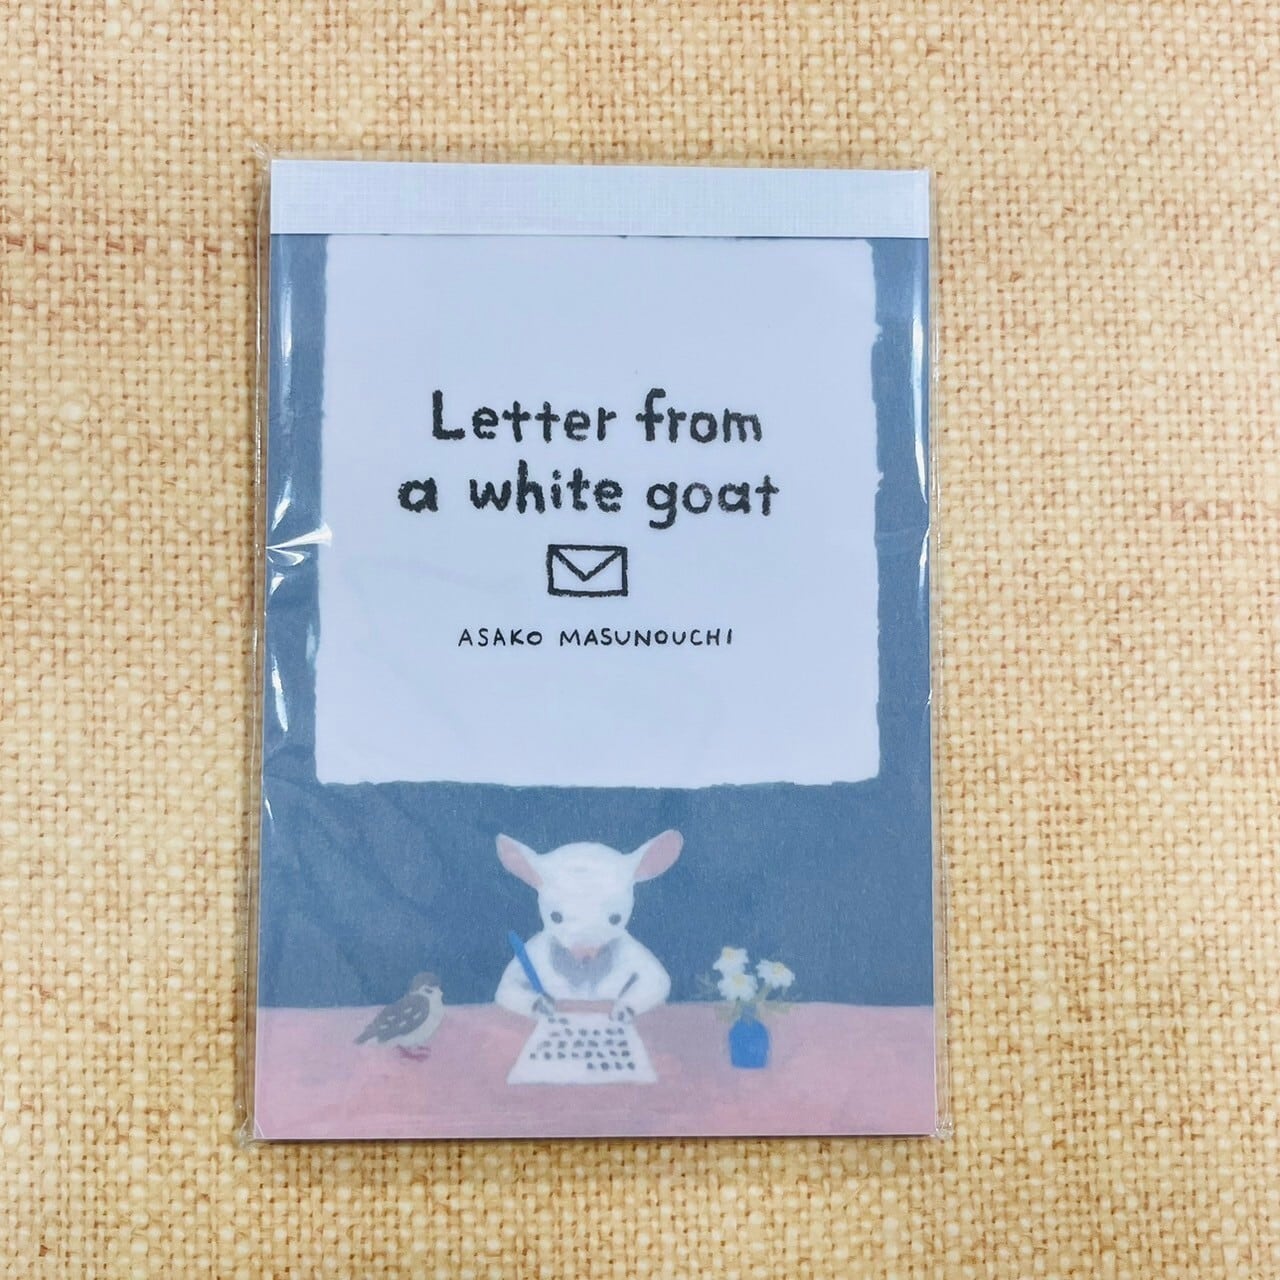 Letter from
a white goat
ASAKO MASUNOUCHI